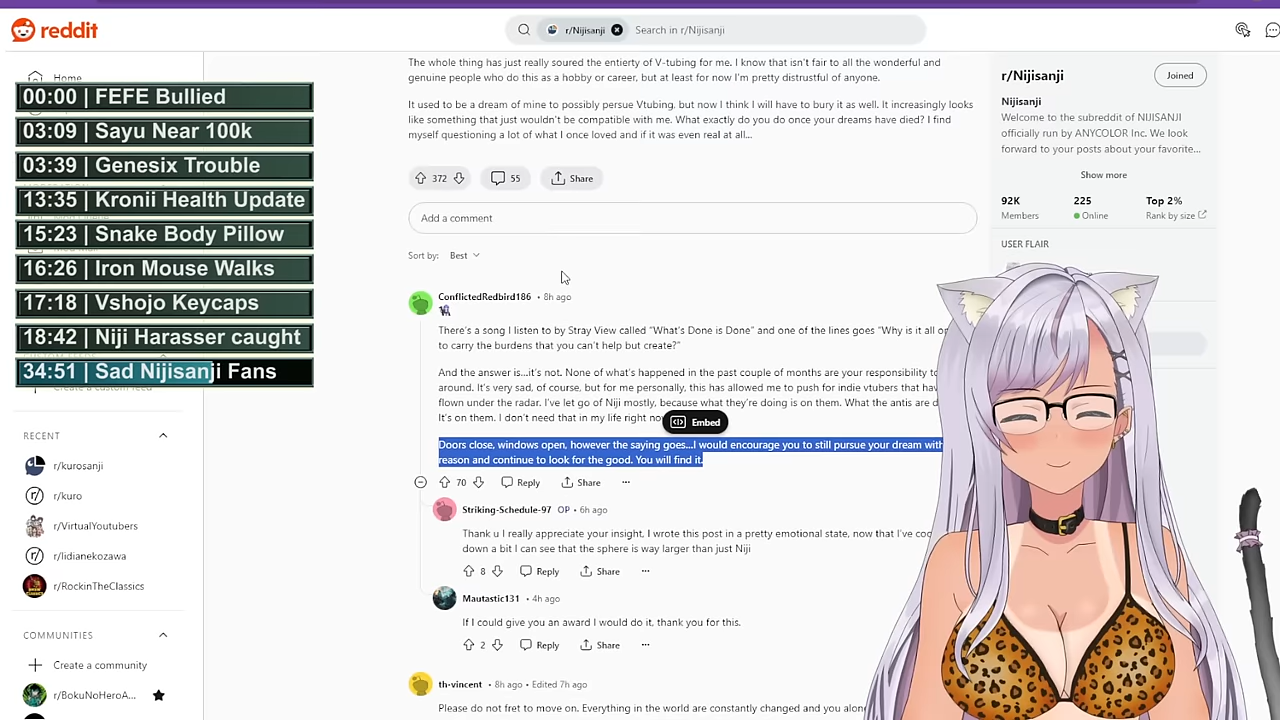 reddit
r/Nijisanji
Search in r/Nijisanji
Home
00:00 | FEFE Bullied
03:09 | Sayu Near 100k
03:39 | Genesix Trouble
13:35 | Kronii Health Update
15:23 | Snake Body Pillow
16:26 | Iron Mouse Walks
17:18 | Vshojo Keycaps
18:42 | Niji Harasser caught
34:51 | Sad Nijisanji Fans
Create a custom feed
RECENT
r/kurosanji
r/kuro
r/VirtualYoutubers
r/lidianekozawa
r/RockinTheClassics
COMMUNITIES
Create a community
r/BokuNoHeroA...
The whole thing has just really soured the entierty of V-tubing for me. I know that isn't fair to all the wonderful and
genuine people who do this as a hobby or career, but at least for now I'm pretty distrustful of anyone.
It used to be a dream of mine to possibly persue Vtubing, but now I think I will have to bury it as well. It increasingly looks
like something that just wouldn't be compatible with me. What exactly do you do once your dreams have died? I find
myself questioning a lot of what I once loved and if it was even real at all...
372
55
Share
Add a comment
Sort by: Best
ConflictedRedbird186 • 8h ago
There's a song I listen to by Stray View called "What's Done is Done" and one of the lines goes "Why is it all on
to carry the burdens that you can't help but create?"
And the answer is...it's not. None of what's happened in the past couple of months are your responsibility to
around. It's very sad, of course, but for me personally, this has allowed me to push for indie vtubers that hav
flown under the radar. I've let go of Niji mostly, because what they're doing is on them. What the antis are d
It's on them. I don't need that in my life right no
Embed
Doors close, windows open, however the saying goes...I would encourage you to still pursue your dream with
reason and continue to look for the good. You will find it.
70
Reply
Share
...
Striking-Schedule-97 OP • 6h ago
Thank u I really appreciate your insight, I wrote this post in a pretty emotional state, now that I've coo
down a bit I can see that the sphere is way larger than just Niji
8
Reply
Share
...
Mautastic131 • 4h ago
If I could give you an award I would do it, thank you for this.
2
Reply
Share
...
th-vincent • 8h ago • Edited 7h ago
Please do not fret to move on. Everything in the world are constantly changed and you alon
r/Nijisanji
Joined
Nijisanji
Welcome to the subreddit of NIJISANJI
officially run by ANYCOLOR Inc. We look
forward to your posts about your favorite...
Show more
92K
Members
225
Online
Top 2%
Rank by size
USER FLAIR